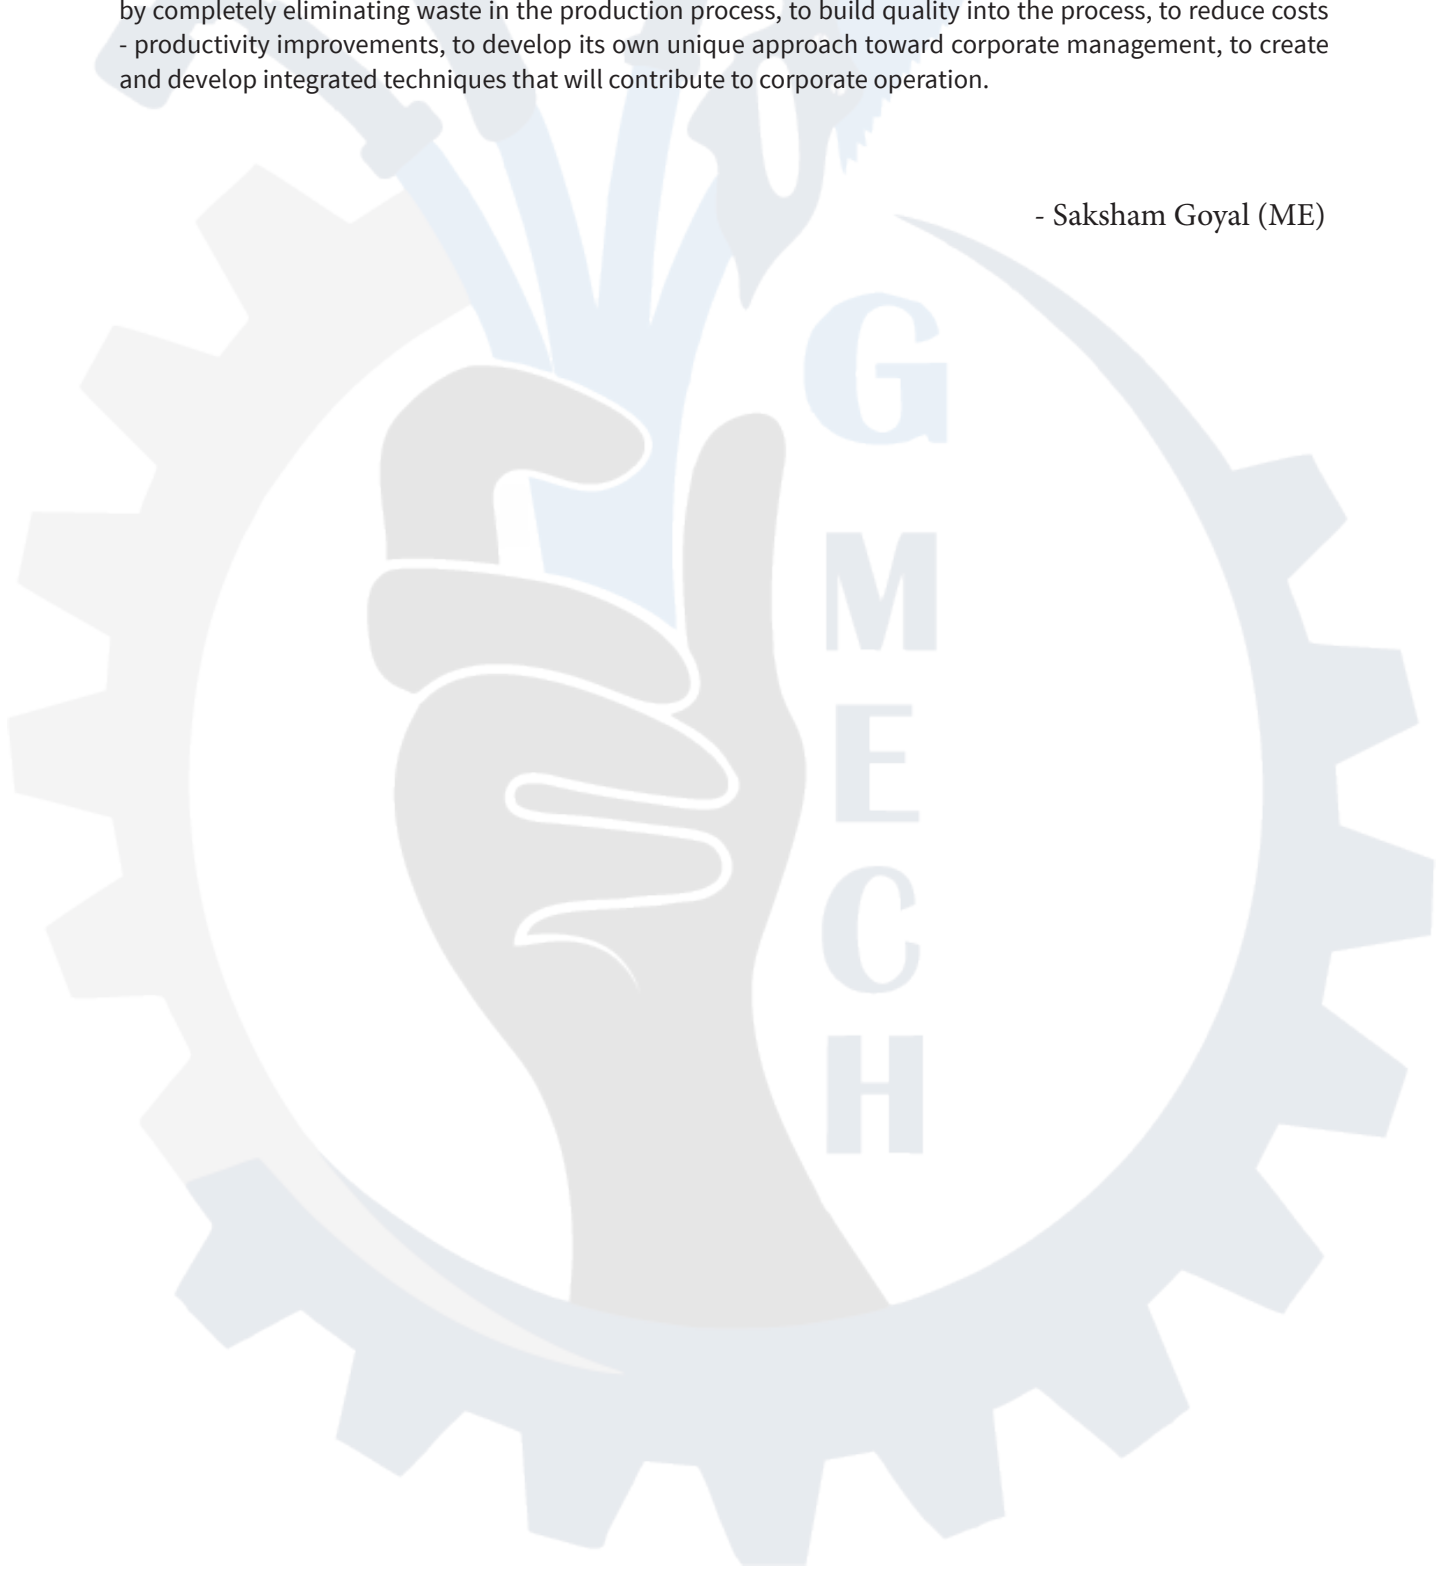 by completely eliminating waste in the production process, to build quality into the process, to reduce costs
- productivity improvements, to develop its own unique approach toward corporate management, to create
and develop integrated techniques that will contribute to corporate operation.
- Saksham Goyal (ME)
G
M
E
C
H